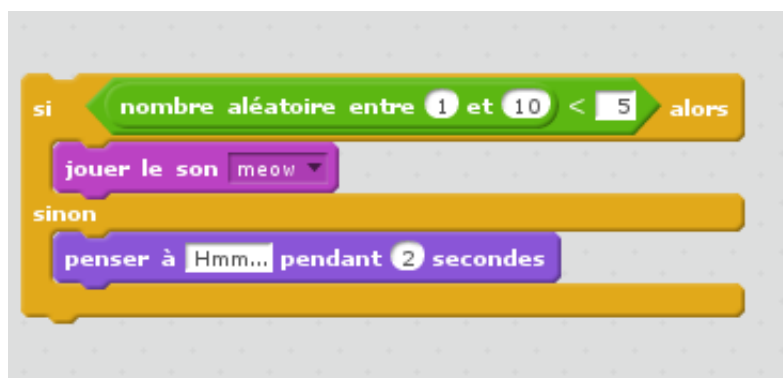 si nombre aléatoire entre 1 et 10 < 5 alors
jouer le son meow
sinon
penser à Hmm... pendant 2 secondes